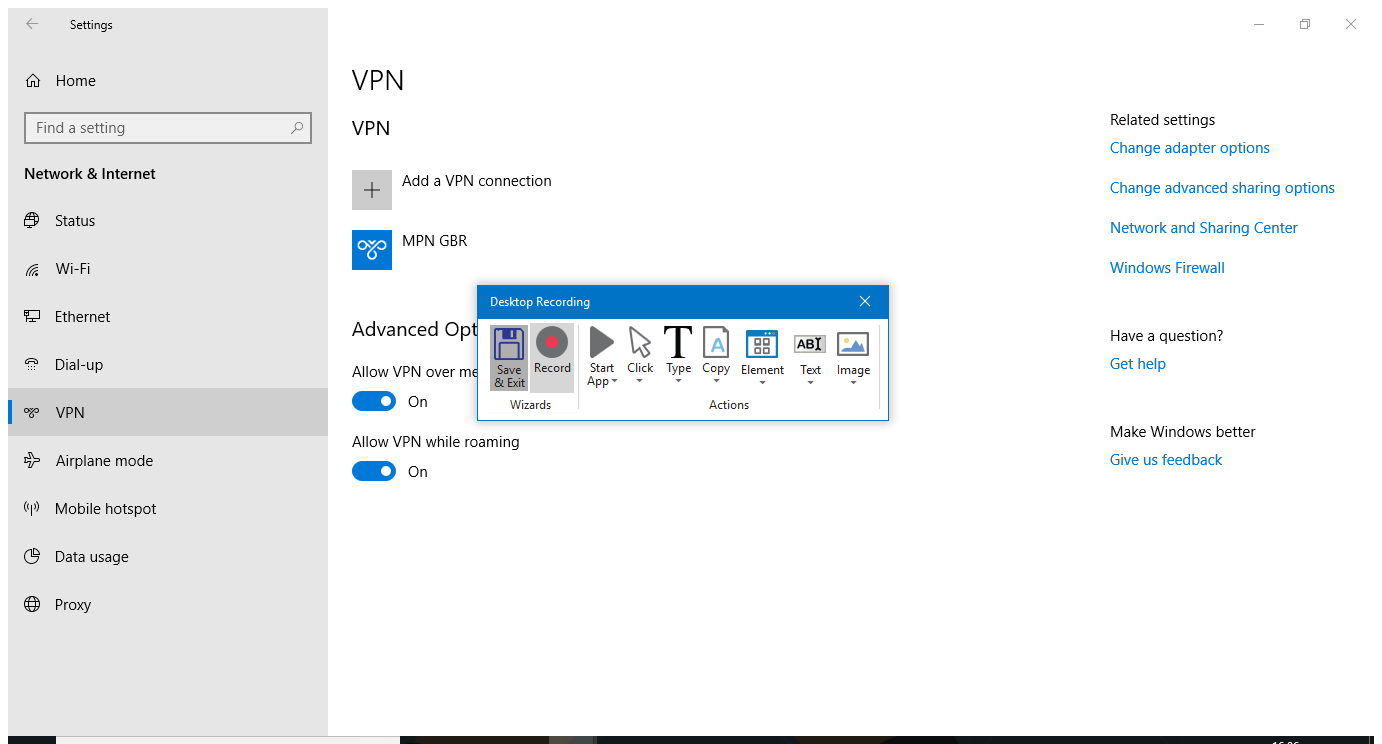 Settings
Home
Find a setting
Network & Internet
Status
Wi-Fi
Ethernet
Dial-up
VPN
Airplane mode
Mobile hotspot
Data usage
Proxy
VPN
VPN
Add a VPN connection
MPN GBR
Advanced Opt
Allow VPN over me
On
Allow VPN while roaming
On
Desktop Recording
Save
& Exit
Record
Start
App
Click
Type
Copy
Element
Text
Image
Wizards
Actions
Related settings
Change adapter options
Change advanced sharing options
Network and Sharing Center
Windows Firewall
Have a question?
Get help
Make Windows better
Give us feedback